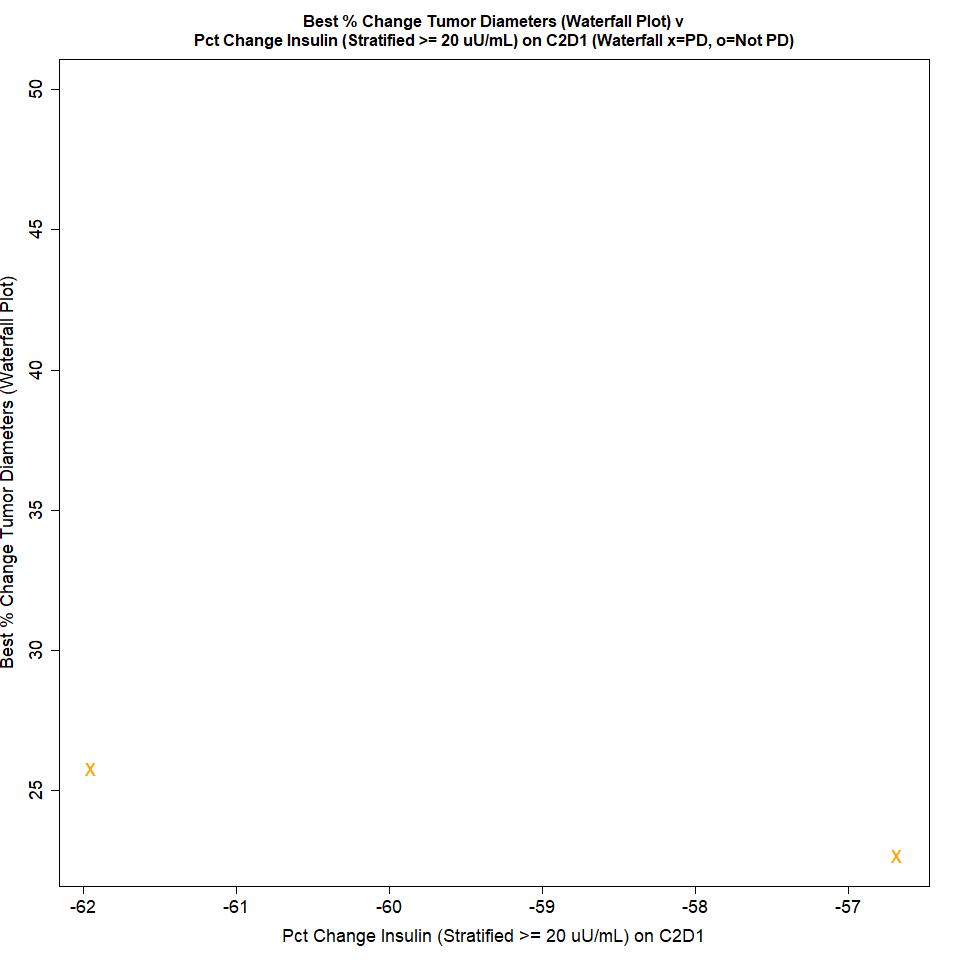 Best % Change Tumor Diameters (Waterfall Plot) v
Pct Change Insulin (Stratified >= 20 uU/mL) on C2D1 (Waterfall x=PD, o=Not PD)
Best % Change Tumor Diameters (Waterfall Plot)
50
45
40
35
30
25
X
X
-62
-61
-60
-59
-58
-57
Pct Change Insulin (Stratified >= 20 uU/mL) on C2D1